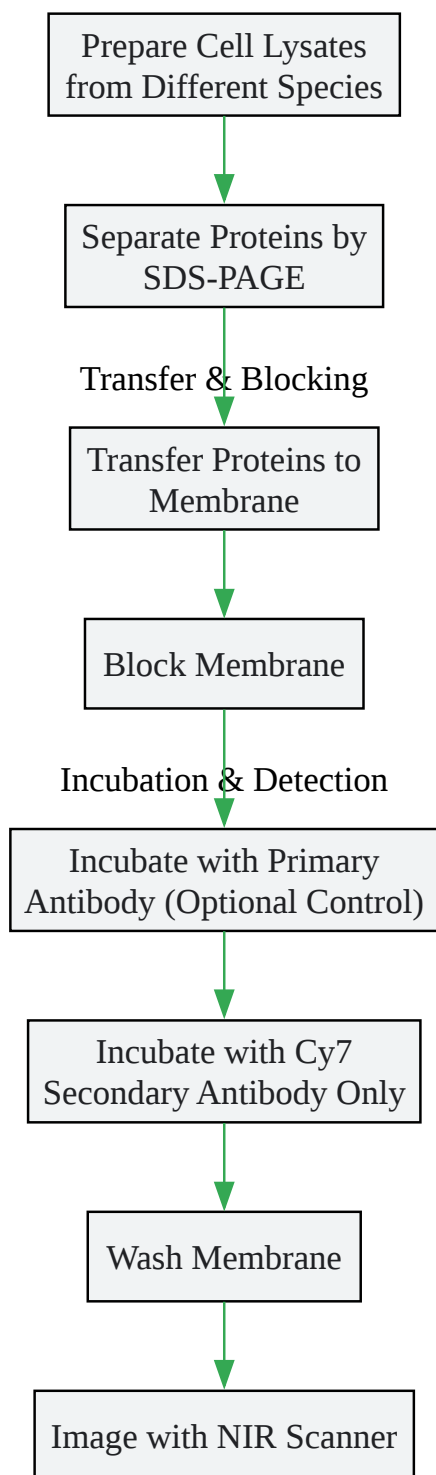 Prepare Cell Lysates
from Different Species
Separate Proteins by
SDS-PAGE
Transfer & Blocking
Transfer Proteins to
Membrane
Block Membrane
Incubation & Detection
Incubate with Primary
Antibody (Optional Control)
Incubate with Cy7
Secondary Antibody Only
Wash Membrane
Image with NIR Scanner